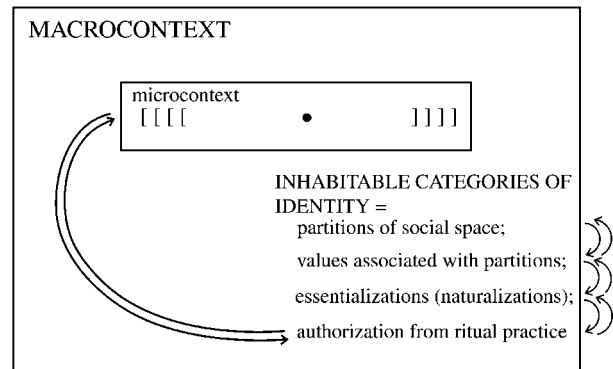 MACROCONTEXT
microcontext
[ [ [ [ • ] ] ] ]
INHABITABLE CATEGORIES OF
IDENTITY =
partitions of social space;
values associated with partitions;
essentializations (naturalizations);
authorization from ritual practice